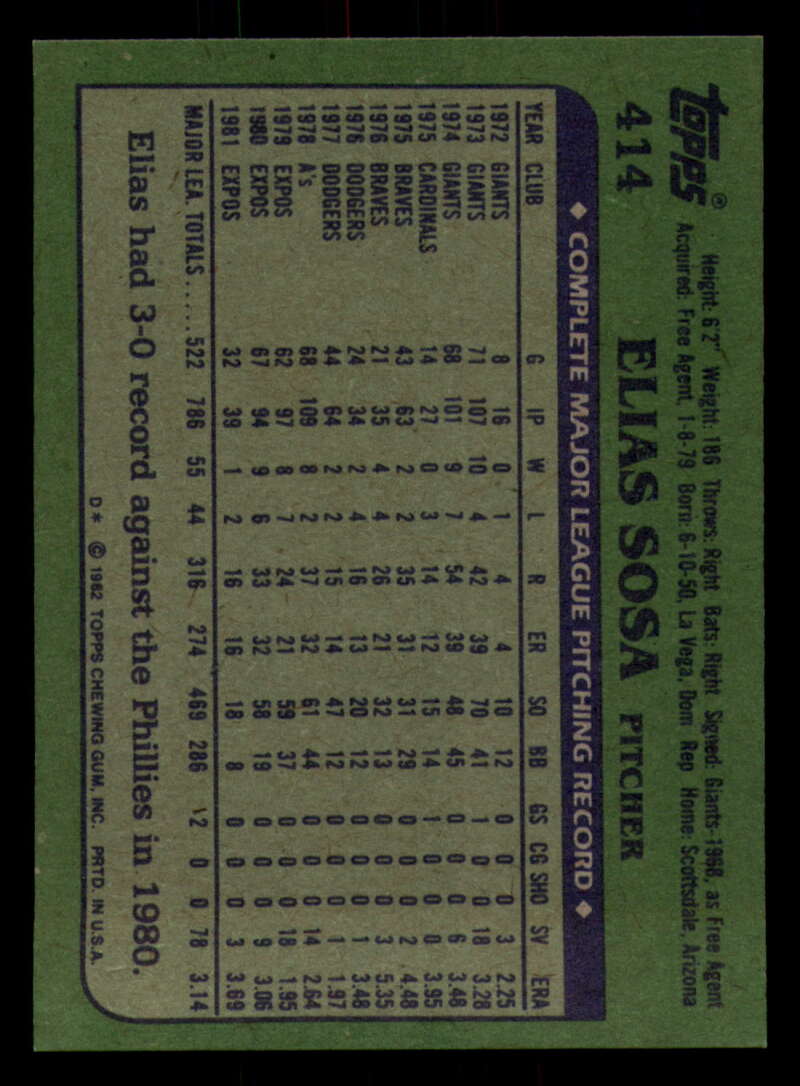 Topps®
414 ELIAS SOSA PITCHER
Height: 6'2" Weight: 186 Throws: Right Bats: Right Signed: Giants-1968, as Free Agent
Acquired: Free Agent, 1-8-79 Born: 6-10-50, La Vega, Dom Rep Home: Scottsdale, Arizona
◆ COMPLETE MAJOR LEAGUE PITCHING RECORD ◆
YEAR CLUB G IP W L R ER SO BB GS CG SHO SV ERA
1972 GIANTS 8 16 0 1 4 4 10 12 0 0 0 3 2.25
1973 GIANTS 71 107 10 4 42 39 70 41 1 0 0 18 3.28
1974 GIANTS 68 101 9 7 54 39 48 45 0 0 0 6 3.48
1975 CARDINALS 14 27 0 3 14 12 15 14 1 0 0 0 3.95
1975 BRAVES 43 63 2 2 35 31 31 29 0 0 0 2 4.48
1976 BRAVES 21 35 4 4 26 21 32 13 0 0 0 3 5.35
1976 DODGERS 24 34 2 4 16 13 20 12 0 0 0 1 3.48
1977 DODGERS 44 64 2 2 15 14 47 12 0 0 0 1 1.97
1978 A's 68 109 8 2 37 32 61 44 0 0 0 14 2.64
1979 EXPOS 62 97 8 7 24 21 59 37 0 0 0 18 1.95
1980 EXPOS 67 94 9 6 33 32 58 19 0 0 0 9 3.06
1981 EXPOS 32 39 1 2 16 16 18 8 0 0 0 3 3.69
MAJOR LEA. TOTALS..... 522 786 55 44 316 274 469 286 2 0 0 78 3.14
Elias had 3-0 record against the Phillies in 1980.
D* © 1982 TOPPS CHEWING GUM, INC. PRTD. IN U.S.A.